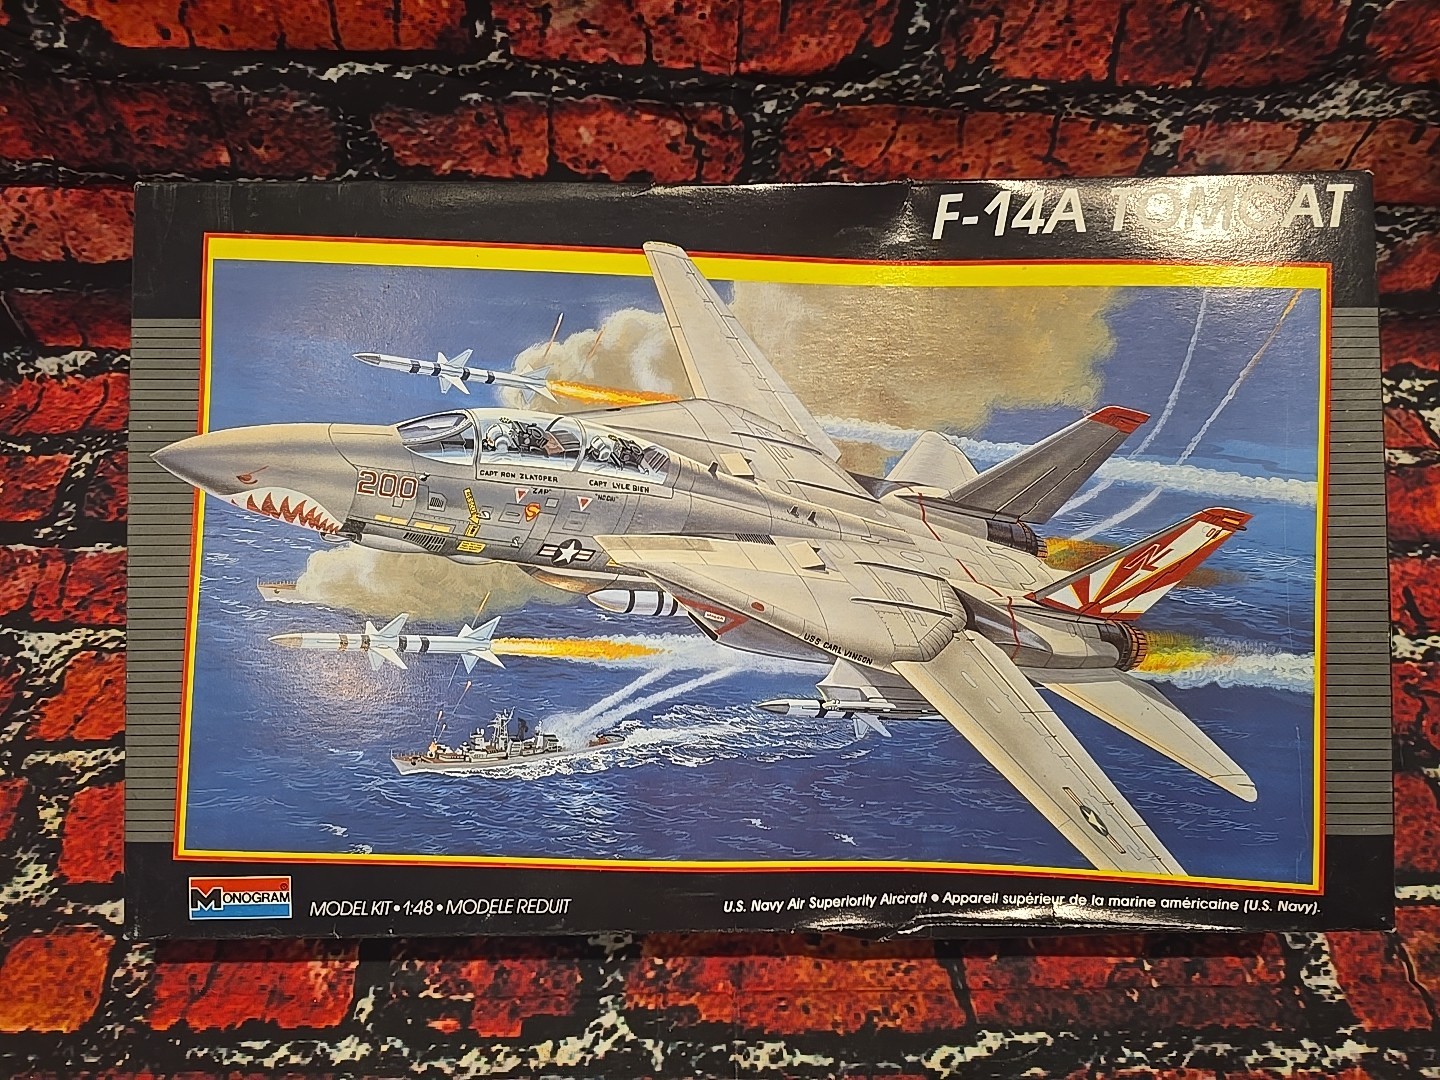 F-14A TOMCAT
200
CAPT RON ZLATOPER
CAPT LYLE BIEN
"ZAP"
USS CARL VINSON
MONOGRAM®
MODEL KIT • 1:48 • MODELE REDUIT
U.S. Navy Air Superiority Aircraft • Appareil supérieur de la marine américaine (U.S. Navy).